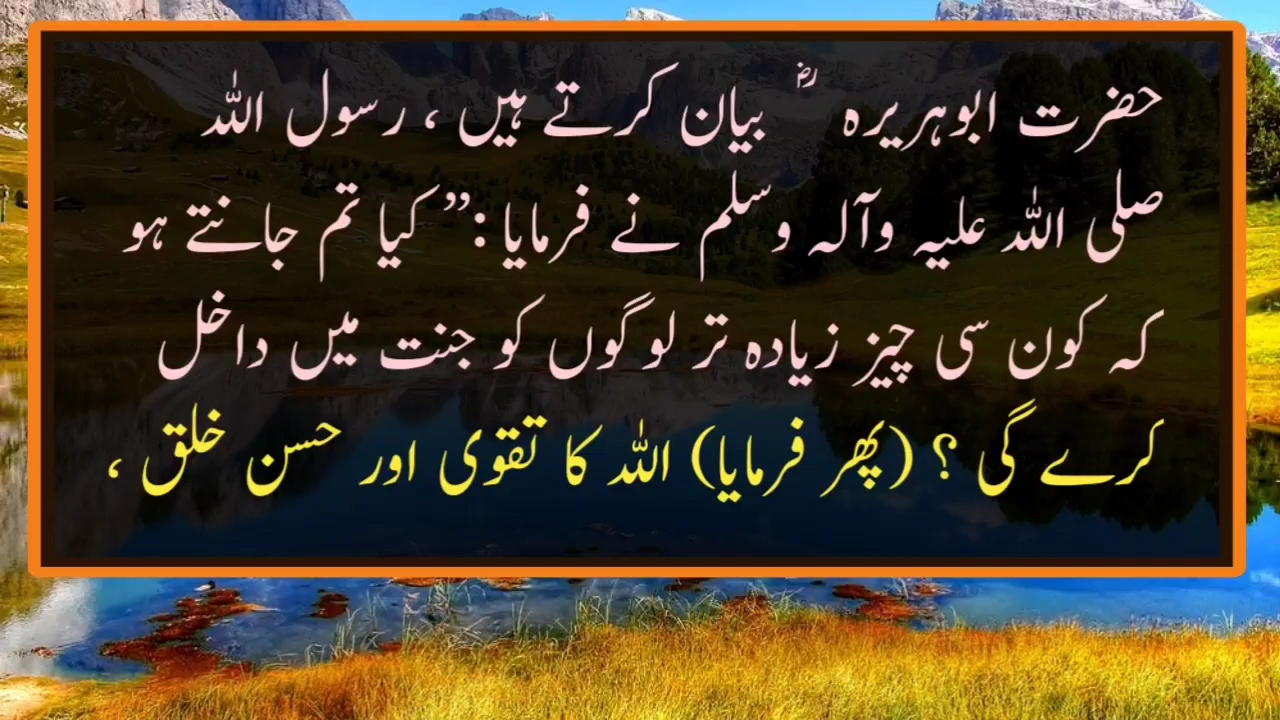 حضرت ابوہریرہ ؓ بیان کرتے ہیں ، رسول اللہ
صلی اللہ علیہ وآلہ وسلم نے فرمایا :” کیا تم جانتے ہو
کہ کون سی چیز زیادہ تر لوگوں کو جنت میں داخل
کرے گی ؟ (پھر فرمایا) اللہ کا تقویٰ اور حسن خلق ،